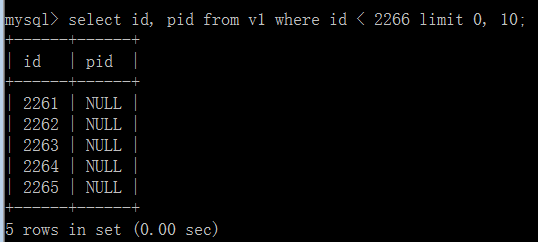 mysql> select id, pid from v1 where id < 2266 limit 0, 10;
+------+------+
| id   | pid  |
+------+------+
| 2261 | NULL |
| 2262 | NULL |
| 2263 | NULL |
| 2264 | NULL |
| 2265 | NULL |
+------+------+
5 rows in set (0.00 sec)